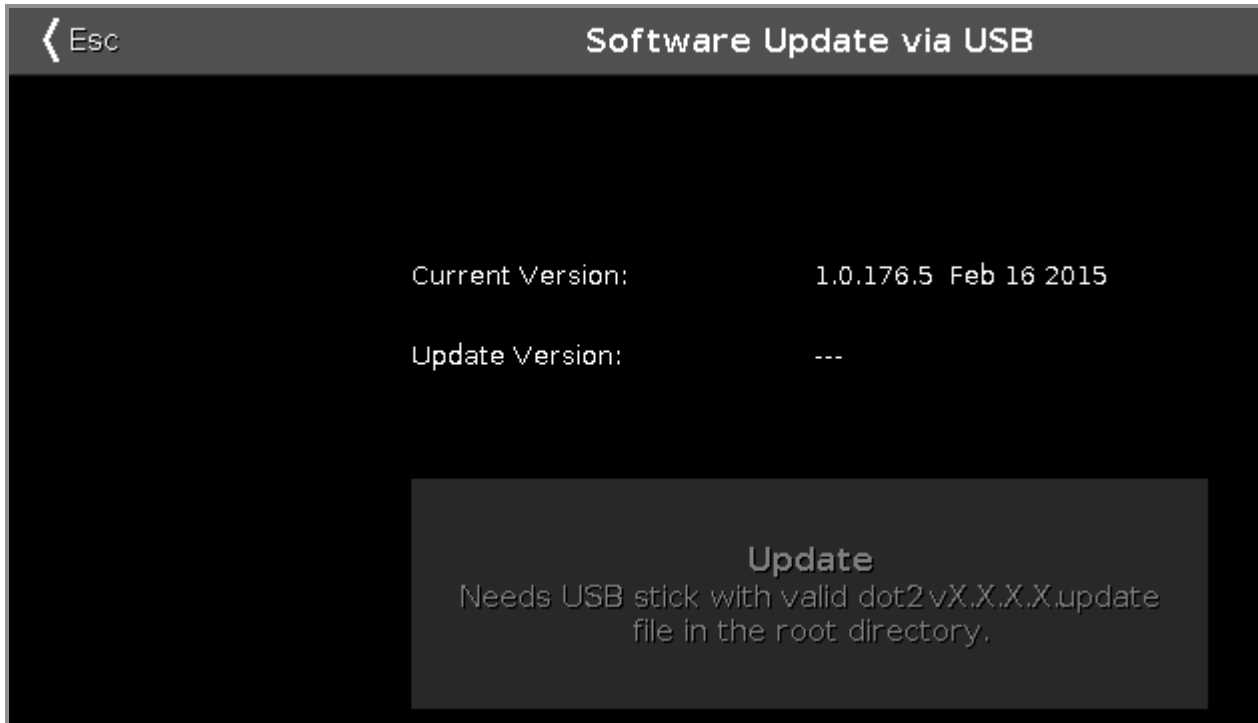 Esc
Software Update via USB
Current Version: 1.0.176.5 Feb 16 2015
Update Version: ---
Update
Needs USB stick with valid dot2 vX.X.X.X.update
file in the root directory.